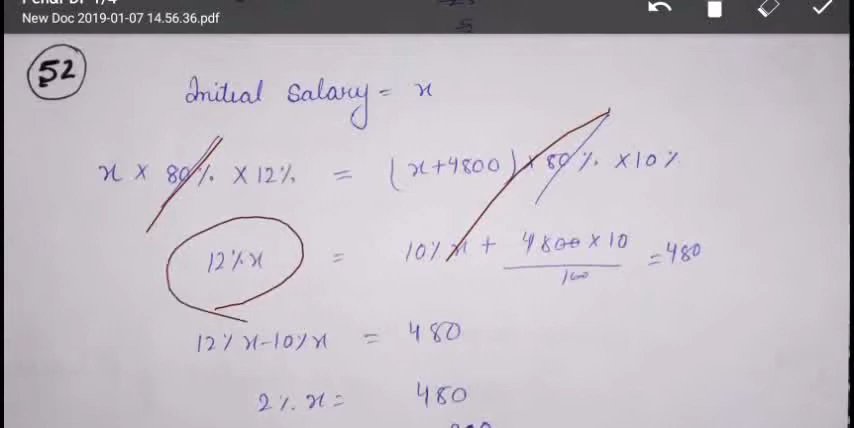 New Doc 2019-01-07 14.56.36.pdf
52
Initial Salary = x
x × 80% × 12% = (x+4800) × 80% × 10%
12% x = 10% x + 4800 × 10 / 100 = 480
12% x - 10% x = 480
2% x = 480